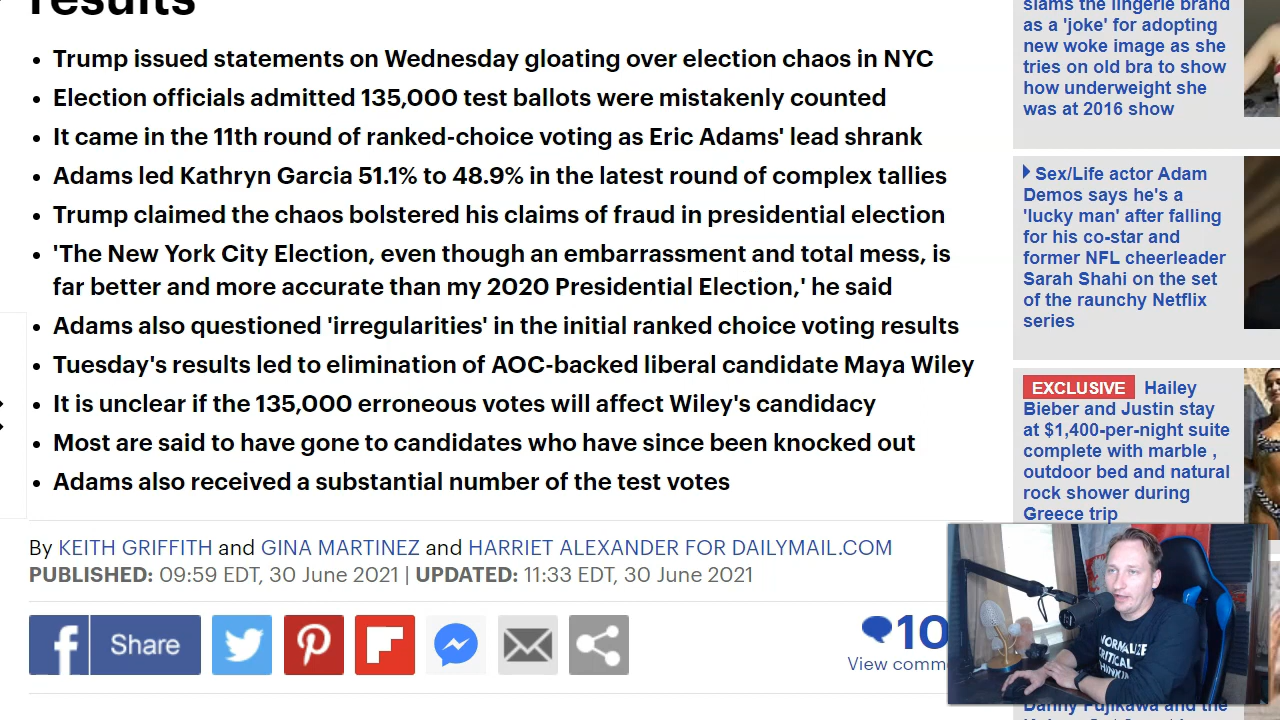 results
Trump issued statements on Wednesday gloating over election chaos in NYC
Election officials admitted 135,000 test ballots were mistakenly counted
It came in the 11th round of ranked-choice voting as Eric Adams' lead shrank
Adams led Kathryn Garcia 51.1% to 48.9% in the latest round of complex tallies
Trump claimed the chaos bolstered his claims of fraud in presidential election
'The New York City Election, even though an embarrassment and total mess, is
far better and more accurate than my 2020 Presidential Election,' he said
Adams also questioned 'irregularities' in the initial ranked choice voting results
Tuesday's results led to elimination of AOC-backed liberal candidate Maya Wiley
It is unclear if the 135,000 erroneous votes will affect Wiley's candidacy
Most are said to have gone to candidates who have since been knocked out
Adams also received a substantial number of the test votes
By KEITH GRIFFITH and GINA MARTINEZ and HARRIET ALEXANDER FOR DAILYMAIL.COM
PUBLISHED: 09:59 EDT, 30 June 2021 | UPDATED: 11:33 EDT, 30 June 2021
Share
10
View comm
slams the lingerie brand
as a 'joke' for adopting
new woke image as she
tries on old bra to show
how underweight she
was at 2016 show
Sex/Life actor Adam
Demos says he's a
'lucky man' after falling
for his co-star and
former NFL cheerleader
Sarah Shahi on the set
of the raunchy Netflix
series
EXCLUSIVE Hailey
Bieber and Justin stay
at $1,400-per-night suite
complete with marble ,
outdoor bed and natural
rock shower during
Greece trip
NORMALIZE
CRITICAL
THINKIN
Danny Fujikawa and the